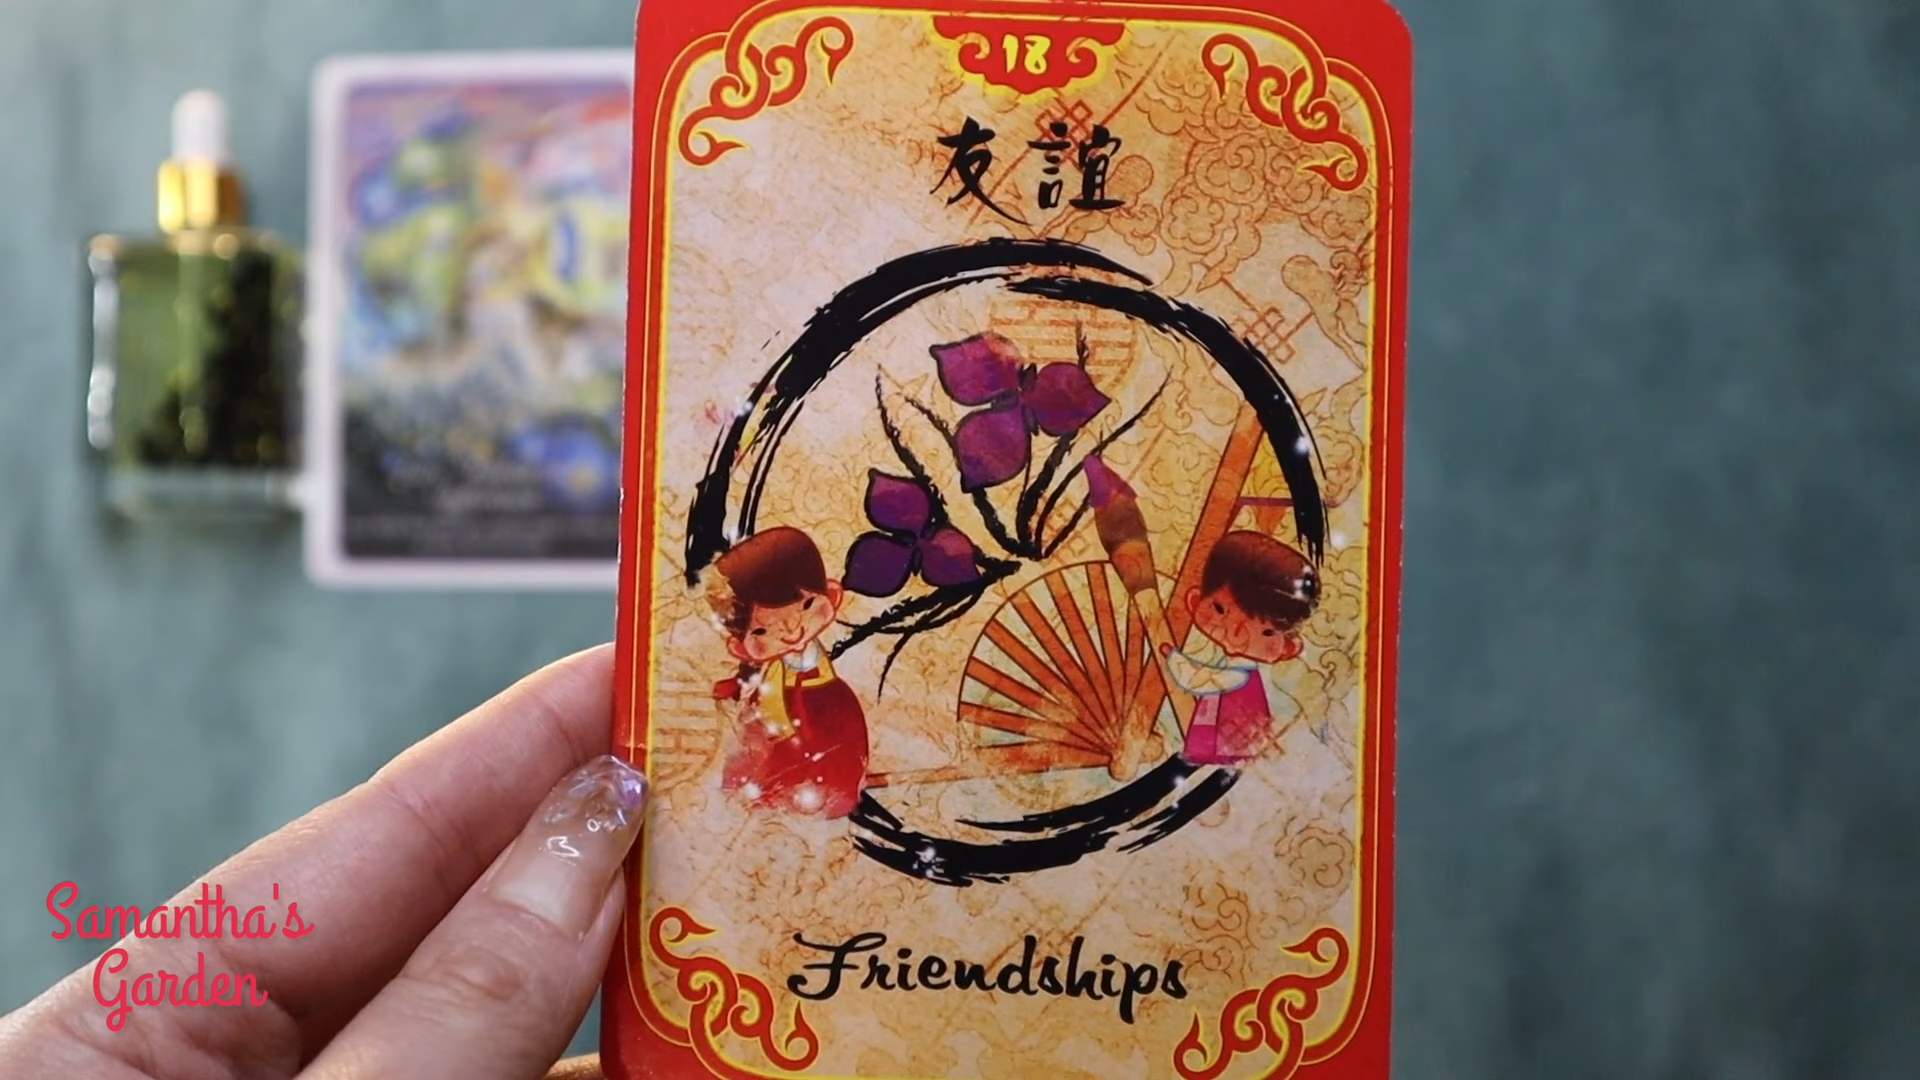 18
友誼
Friendships
Samantha's
Garden